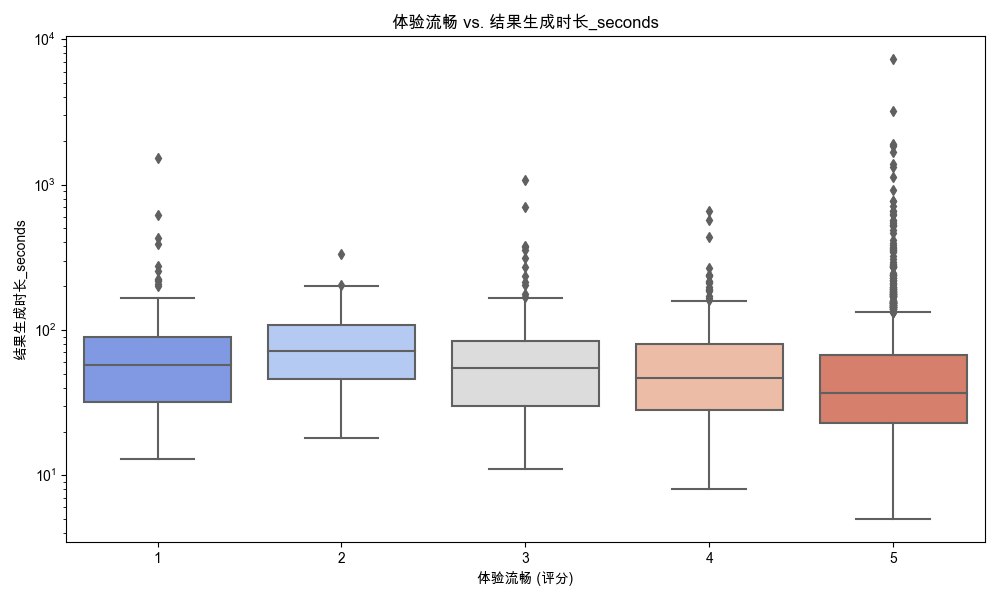 体验流畅 vs. 结果生成时长_seconds
结果生成时长_seconds
10⁴
10³
10²
10¹
1 2 3 4 5
体验流畅 (评分)